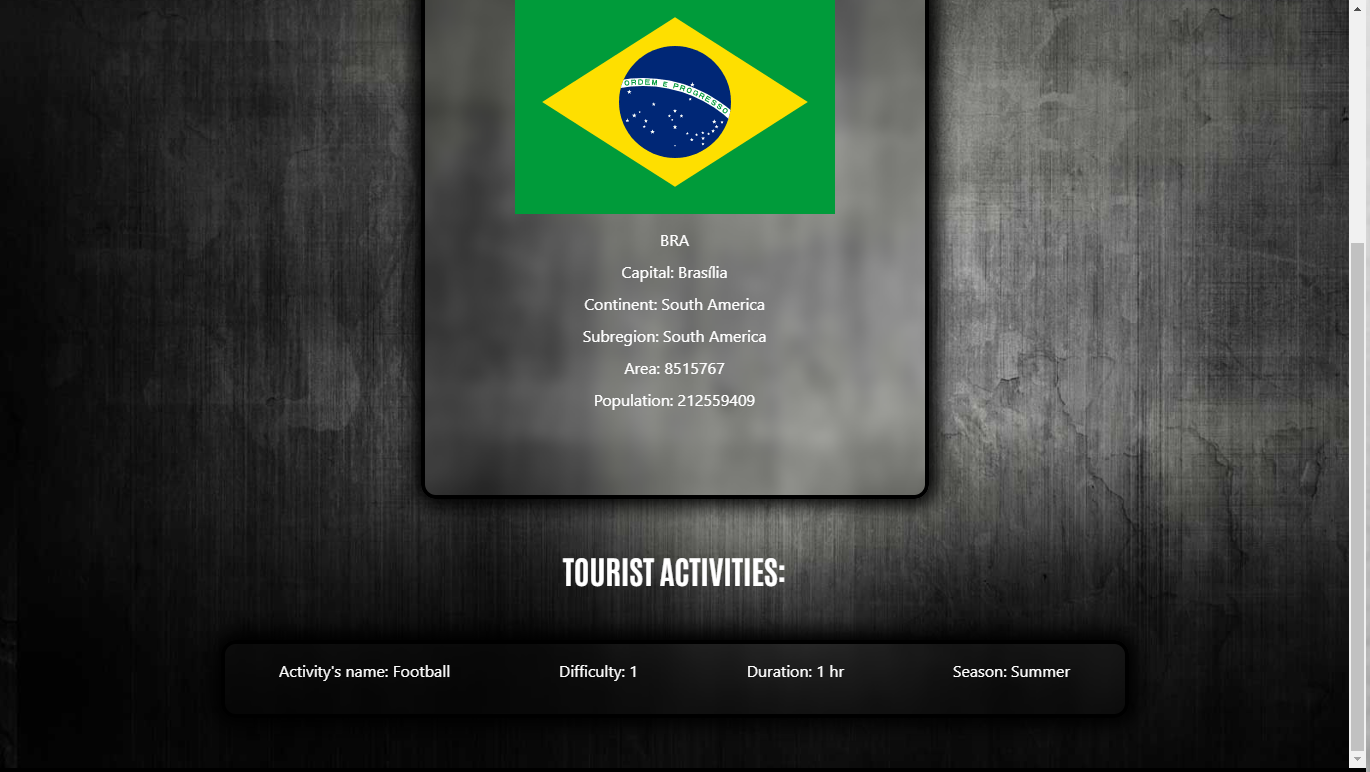 ORDEM E PROGRESSO
BRA
Capital: Brasília
Continent: South America
Subregion: South America
Area: 8515767
Population: 212559409
TOURIST ACTIVITIES:
Activity's name: Football Difficulty: 1 Duration: 1 hr Season: Summer